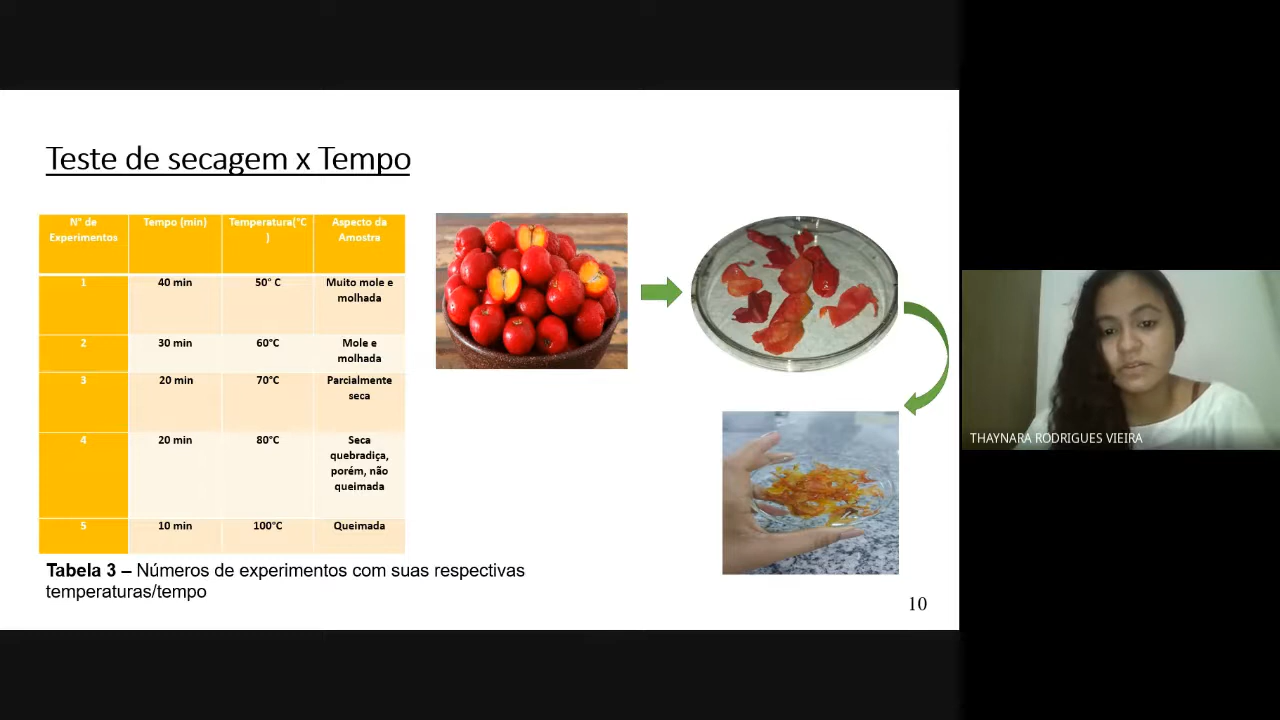 Teste de secagem x Tempo
N° de
Experimentos
Tempo (min)
Temperatura(°C
)
Aspecto da
Amostra
1
40 min
50° C
Muito mole e
molhada
2
30 min
60°C
Mole e
molhada
3
20 min
70°C
Parcialmente
seca
4
20 min
80°C
Seca
quebradiça,
porém, não
queimada
5
10 min
100°C
Queimada
Tabela 3 – Números de experimentos com suas respectivas
temperaturas/tempo
10
THAYNARA RODRIGUES VIEIRA